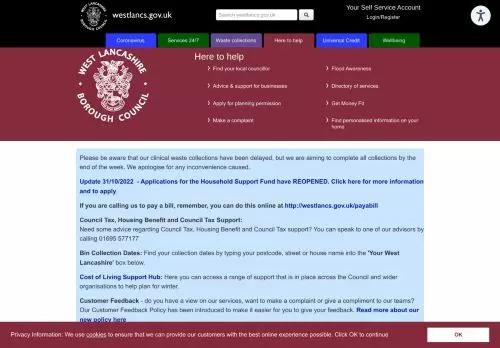 WEST LANCASHIRE
BOROUGH COUNCIL
westlancs.gov.uk
Search westlancs.gov.uk
Your Self Service Account
Login/Register
Coronavirus
Services 24/7
Waste collections
Here to help
Universal Credit
Wellbeing
WEST LANCASHIRE
BOROUGH COUNCIL
Here to help
Find your local councillor
Flood Awareness
Advice & support for businesses
Directory of services
Apply for planning permission
Get Money Fit
Make a complaint
Find personalised information on your
home
Please be aware that our clinical waste collections have been delayed, but we are aiming to complete all collections by the
end of the week. We apologise for any inconvenience caused.
Update 31/10/2022 - Applications for the Household Support Fund have REOPENED. Click here for more information
and to apply.
If you are calling us to pay a bill, remember, you can do this online at http://westlancs.gov.uk/payabill
Council Tax, Housing Benefit and Council Tax Support:
Need some advice regarding Council Tax, Housing Benefit and Council Tax support? You can speak to one of our advisors by
calling 01695 577177
Bin Collection Dates: Find your collection dates by typing your postcode, street or house name into the 'Your West
Lancashire' box below.
Cost of Living Support Hub: Here you can access a range of support that is in place across the Council and wider
organisations to help plan for winter.
Customer Feedback - do you have a view on our services, want to make a complaint or give a compliment to our teams?
Our Customer Feedback Policy has been introduced to make it easier for you to give your feedback. Read more about our
new policy here
Privacy Information: We use cookies to ensure that we can provide our customers with the best online experience possible. Click OK to continue
OK